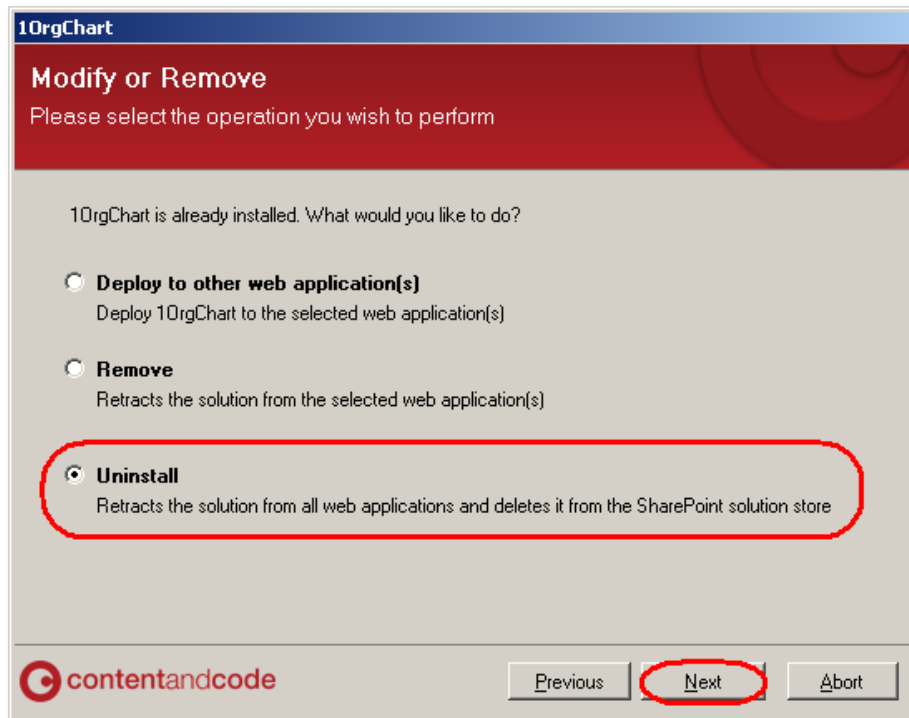 1OrgChart
Modify or Remove
Please select the operation you wish to perform
1OrgChart is already installed. What would you like to do?
Deploy to other web application(s)
Deploy 1OrgChart to the selected web application(s)
Remove
Retracts the solution from the selected web application(s)
Uninstall
Retracts the solution from all web applications and deletes it from the SharePoint solution store
contentandcode Previous Next Abort